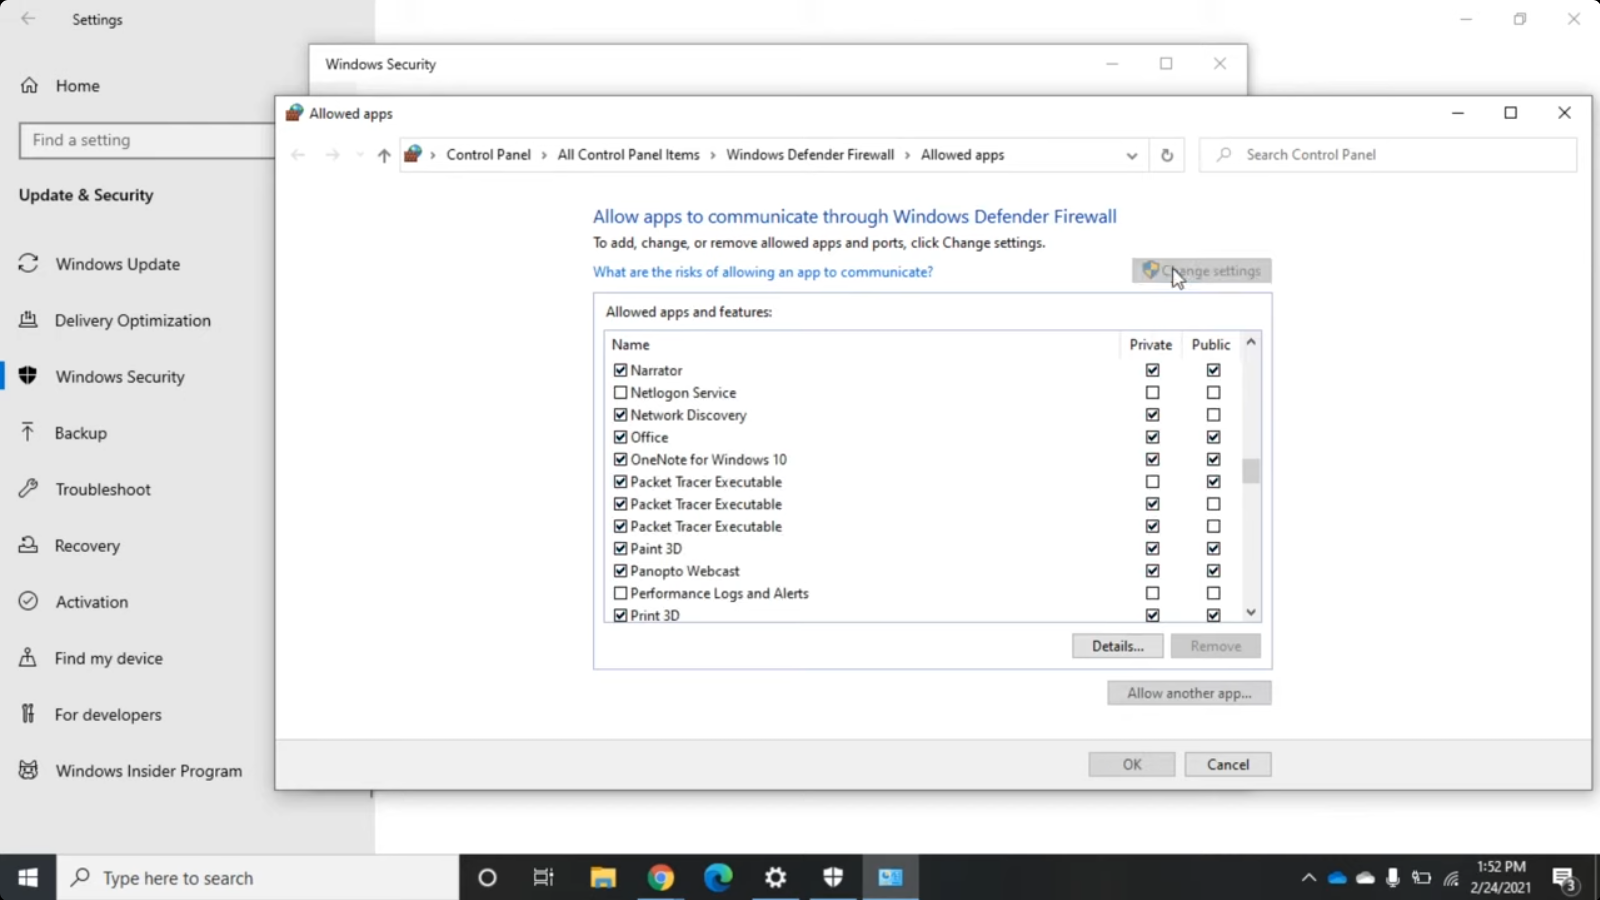 Settings
Windows Security
Home
Allowed apps
Find a setting
Control Panel
All Control Panel Items
Windows Defender Firewall
Allowed apps
Search Control Panel
Update & Security
Windows Update
Delivery Optimization
Windows Security
Backup
Troubleshoot
Recovery
Activation
Find my device
For developers
Windows Insider Program
Allow apps to communicate through Windows Defender Firewall
To add, change, or remove allowed apps and ports, click Change settings.
What are the risks of allowing an app to communicate?
Change settings
Allowed apps and features:
Name Private Public
Narrator
Netlogon Service
Network Discovery
Office
OneNote for Windows 10
Packet Tracer Executable
Packet Tracer Executable
Packet Tracer Executable
Paint 3D
Panopto Webcast
Performance Logs and Alerts
Print 3D
Details...
Remove
Allow another app...
OK
Cancel
Type here to search
1:52 PM
2/24/2021
3